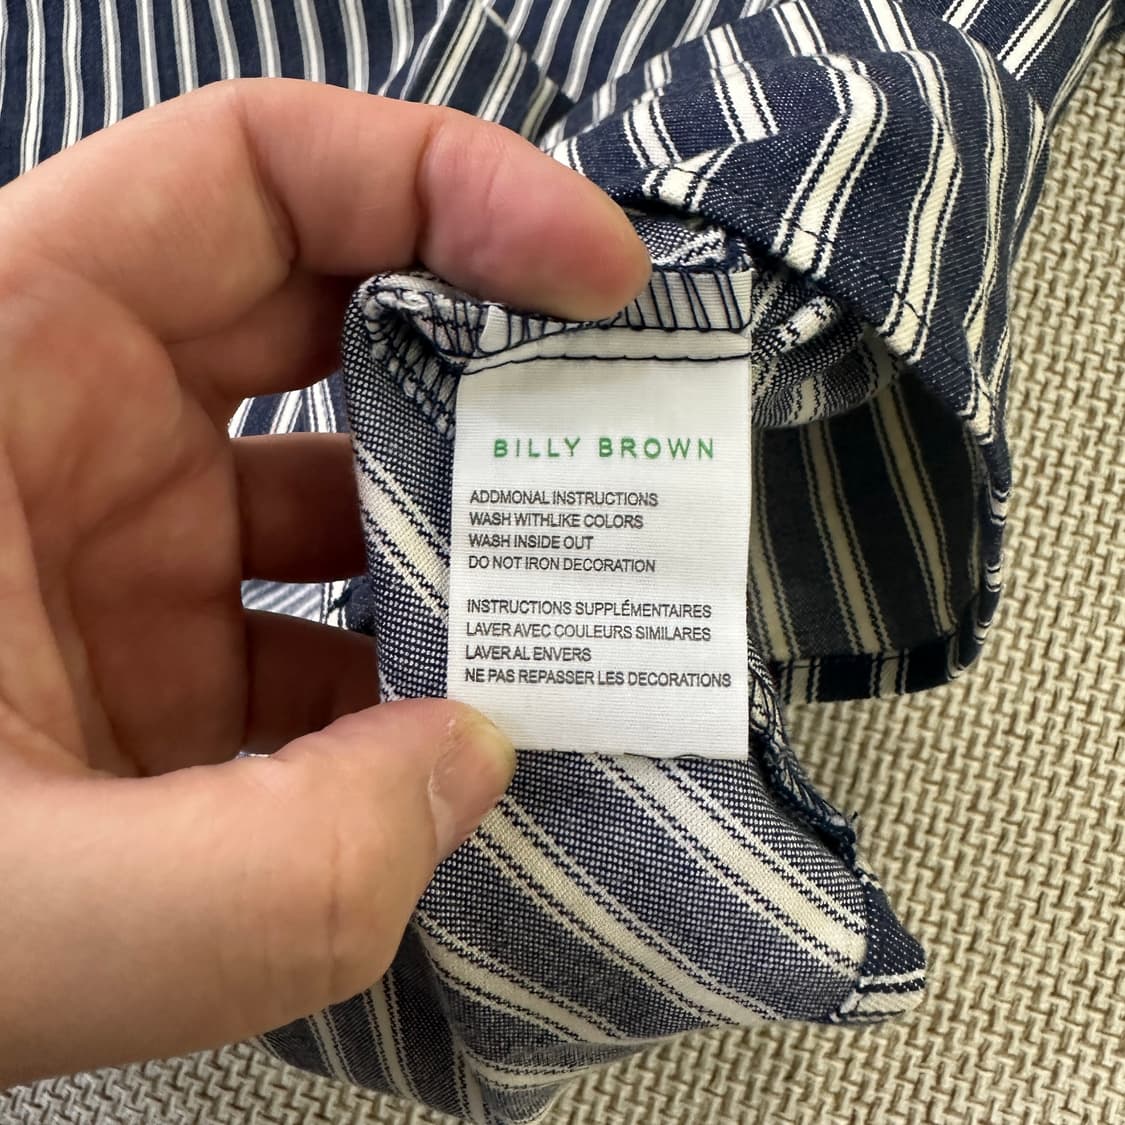 BILLY BROWN
ADDMONAL INSTRUCTIONS
WASH WITHLIKE COLORS
WASH INSIDE OUT
DO NOT IRON DECORATION
INSTRUCTIONS SUPPLÉMENTAIRES
LAVER AVEC COULEURS SIMILARES
LAVER AL ENVERS
NE PAS REPASSER LES DECORATIONS